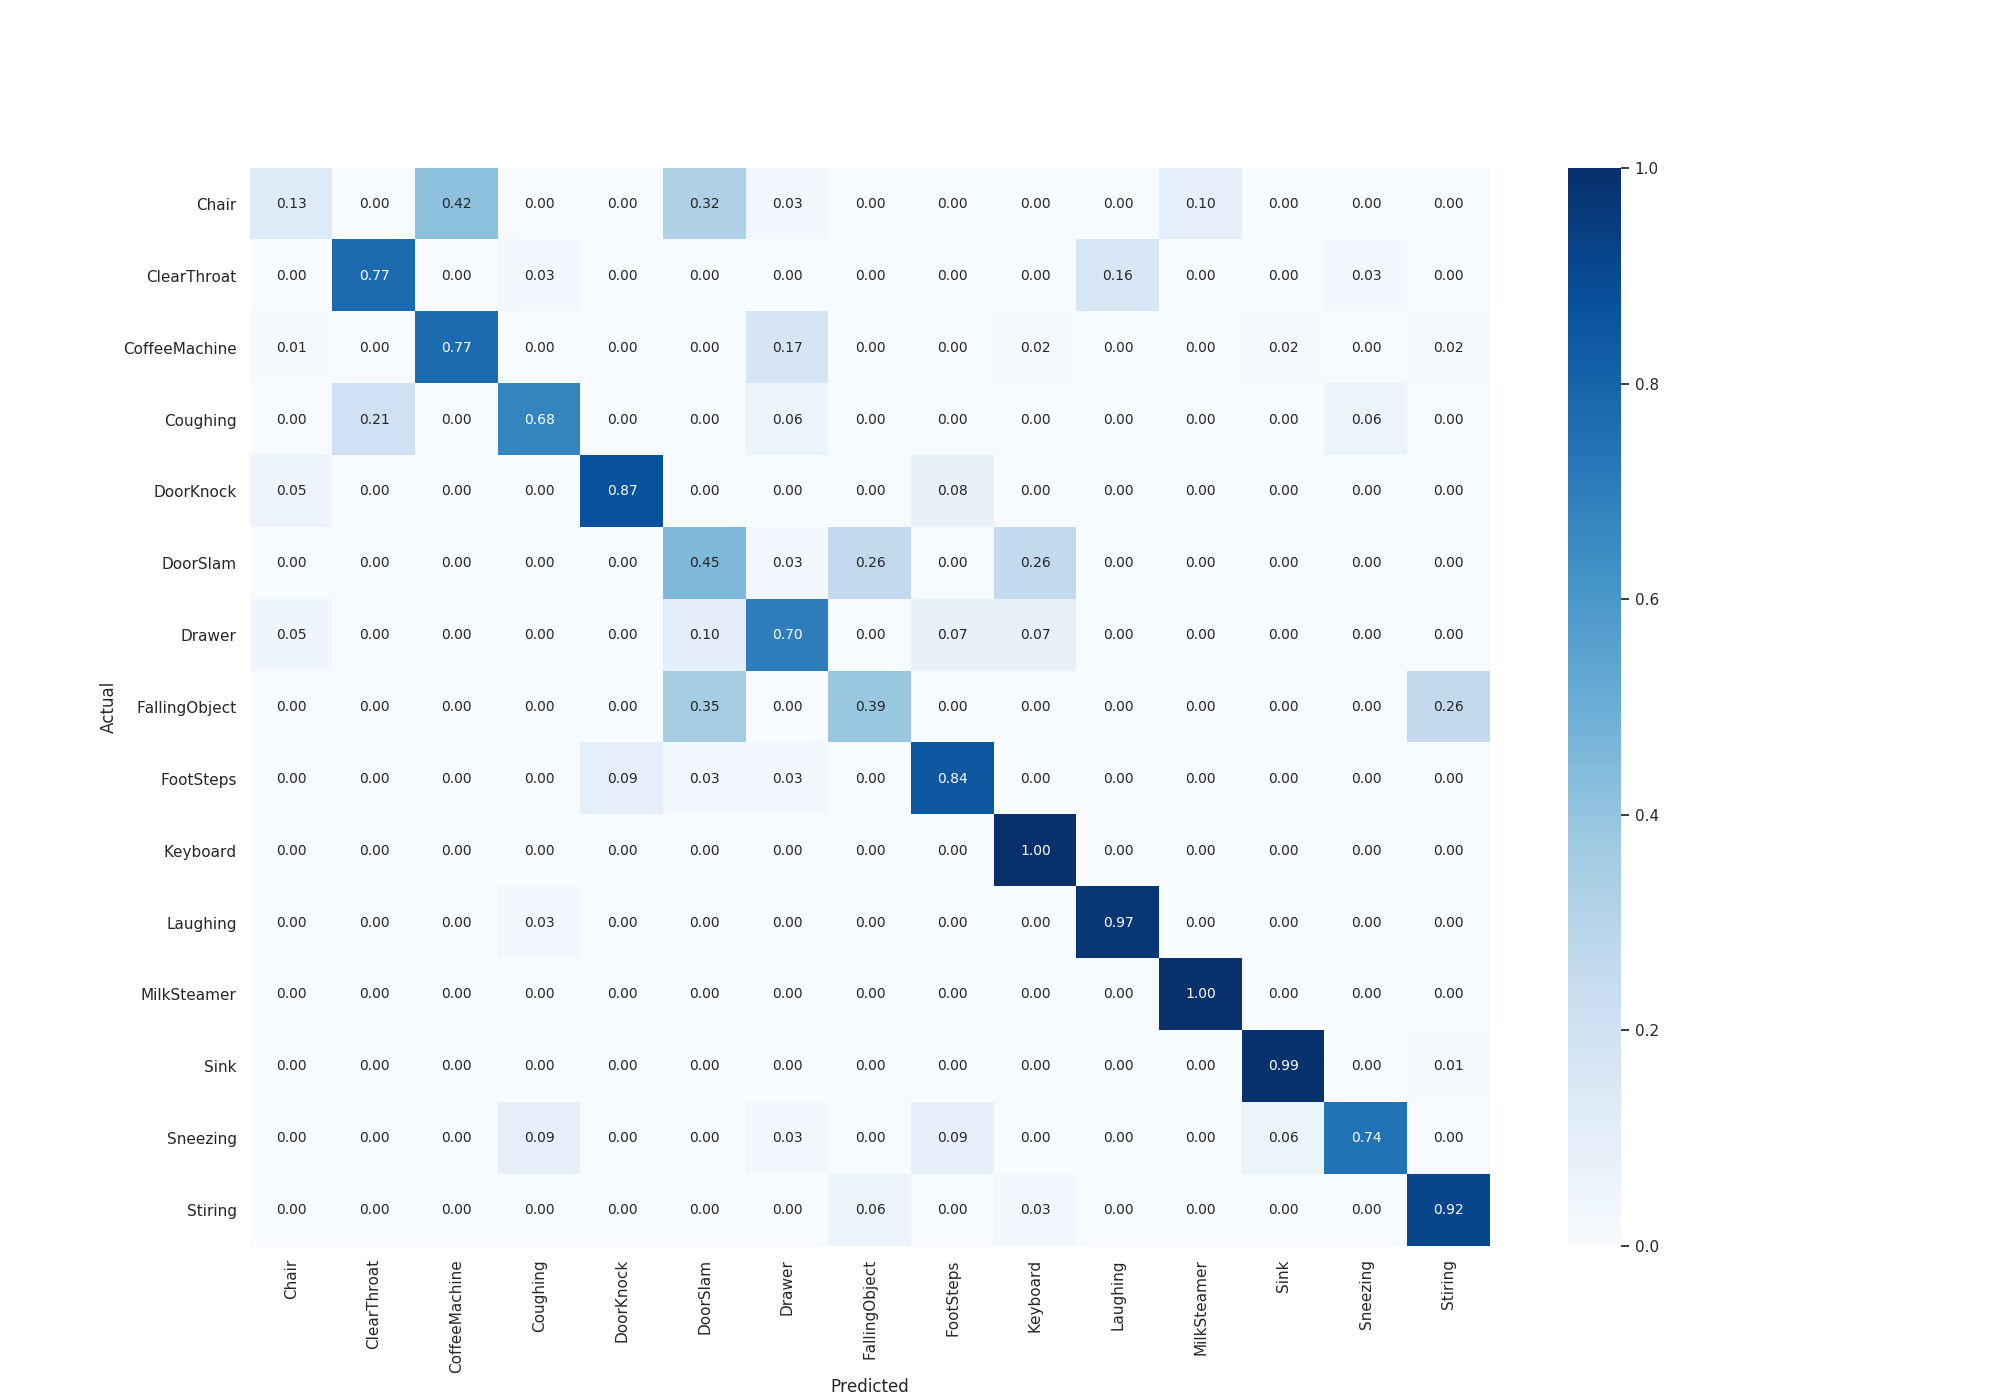 Chair 0.13 0.00 0.42 0.00 0.00 0.32 0.03 0.00 0.00 0.00 0.00 0.10 0.00 0.00 0.00
ClearThroat 0.00 0.77 0.00 0.03 0.00 0.00 0.00 0.00 0.00 0.00 0.16 0.00 0.00 0.03 0.00
CoffeeMachine 0.01 0.00 0.77 0.00 0.00 0.00 0.17 0.00 0.00 0.02 0.00 0.00 0.02 0.00 0.02
Coughing 0.00 0.21 0.00 0.68 0.00 0.00 0.06 0.00 0.00 0.00 0.00 0.00 0.00 0.06 0.00
DoorKnock 0.05 0.00 0.00 0.00 0.87 0.00 0.00 0.00 0.08 0.00 0.00 0.00 0.00 0.00 0.00
DoorSlam 0.00 0.00 0.00 0.00 0.00 0.45 0.03 0.26 0.00 0.26 0.00 0.00 0.00 0.00 0.00
Drawer 0.05 0.00 0.00 0.00 0.00 0.10 0.70 0.00 0.07 0.07 0.00 0.00 0.00 0.00 0.00
FallingObject 0.00 0.00 0.00 0.00 0.00 0.35 0.00 0.39 0.00 0.00 0.00 0.00 0.00 0.00 0.26
FootSteps 0.00 0.00 0.00 0.00 0.09 0.03 0.03 0.00 0.84 0.00 0.00 0.00 0.00 0.00 0.00
Keyboard 0.00 0.00 0.00 0.00 0.00 0.00 0.00 0.00 0.00 1.00 0.00 0.00 0.00 0.00 0.00
Laughing 0.00 0.00 0.00 0.03 0.00 0.00 0.00 0.00 0.00 0.00 0.97 0.00 0.00 0.00 0.00
MilkSteamer 0.00 0.00 0.00 0.00 0.00 0.00 0.00 0.00 0.00 0.00 0.00 1.00 0.00 0.00 0.00
Sink 0.00 0.00 0.00 0.00 0.00 0.00 0.00 0.00 0.00 0.00 0.00 0.00 0.99 0.00 0.01
Sneezing 0.00 0.00 0.00 0.09 0.00 0.00 0.03 0.00 0.09 0.00 0.00 0.00 0.06 0.74 0.00
Stiring 0.00 0.00 0.00 0.00 0.00 0.00 0.00 0.06 0.00 0.03 0.00 0.00 0.00 0.00 0.92
Actual
Chair
ClearThroat
CoffeeMachine
Coughing
DoorKnock
DoorSlam
Drawer
FallingObject
FootSteps
Keyboard
Laughing
MilkSteamer
Sink
Sneezing
Stiring
Predicted
1.0
0.8
0.6
0.4
0.2
0.0